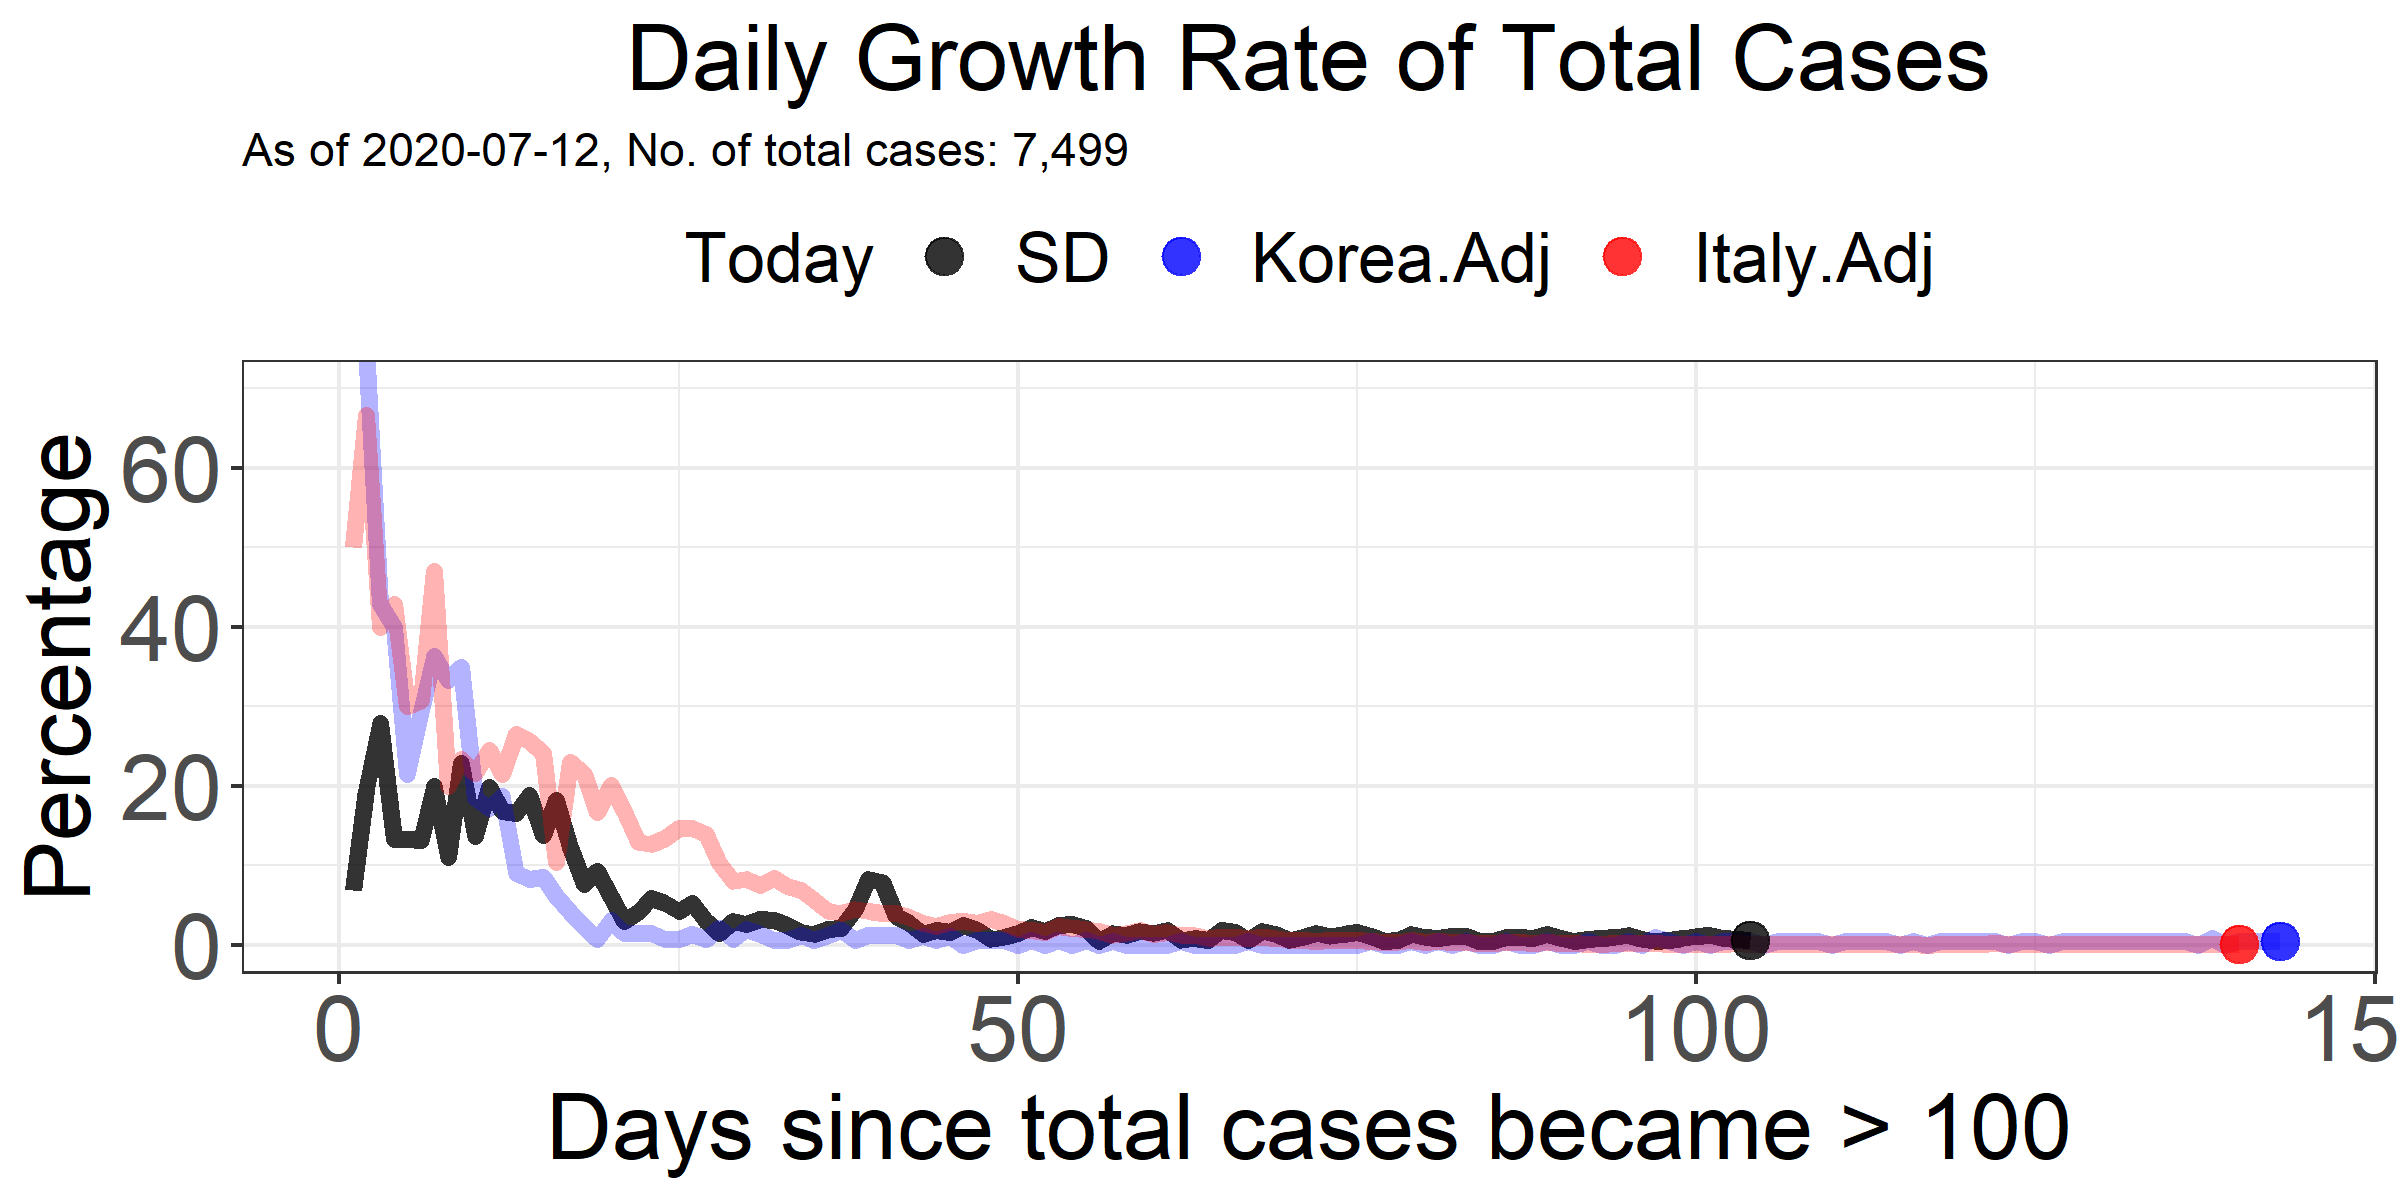 Daily Growth Rate of Total Cases
As of 2020-07-12, No. of total cases: 7,499
Today SD Korea.Adj Italy.Adj
Percentage
60
40
20
0
0 50 100 15
Days since total cases became > 100